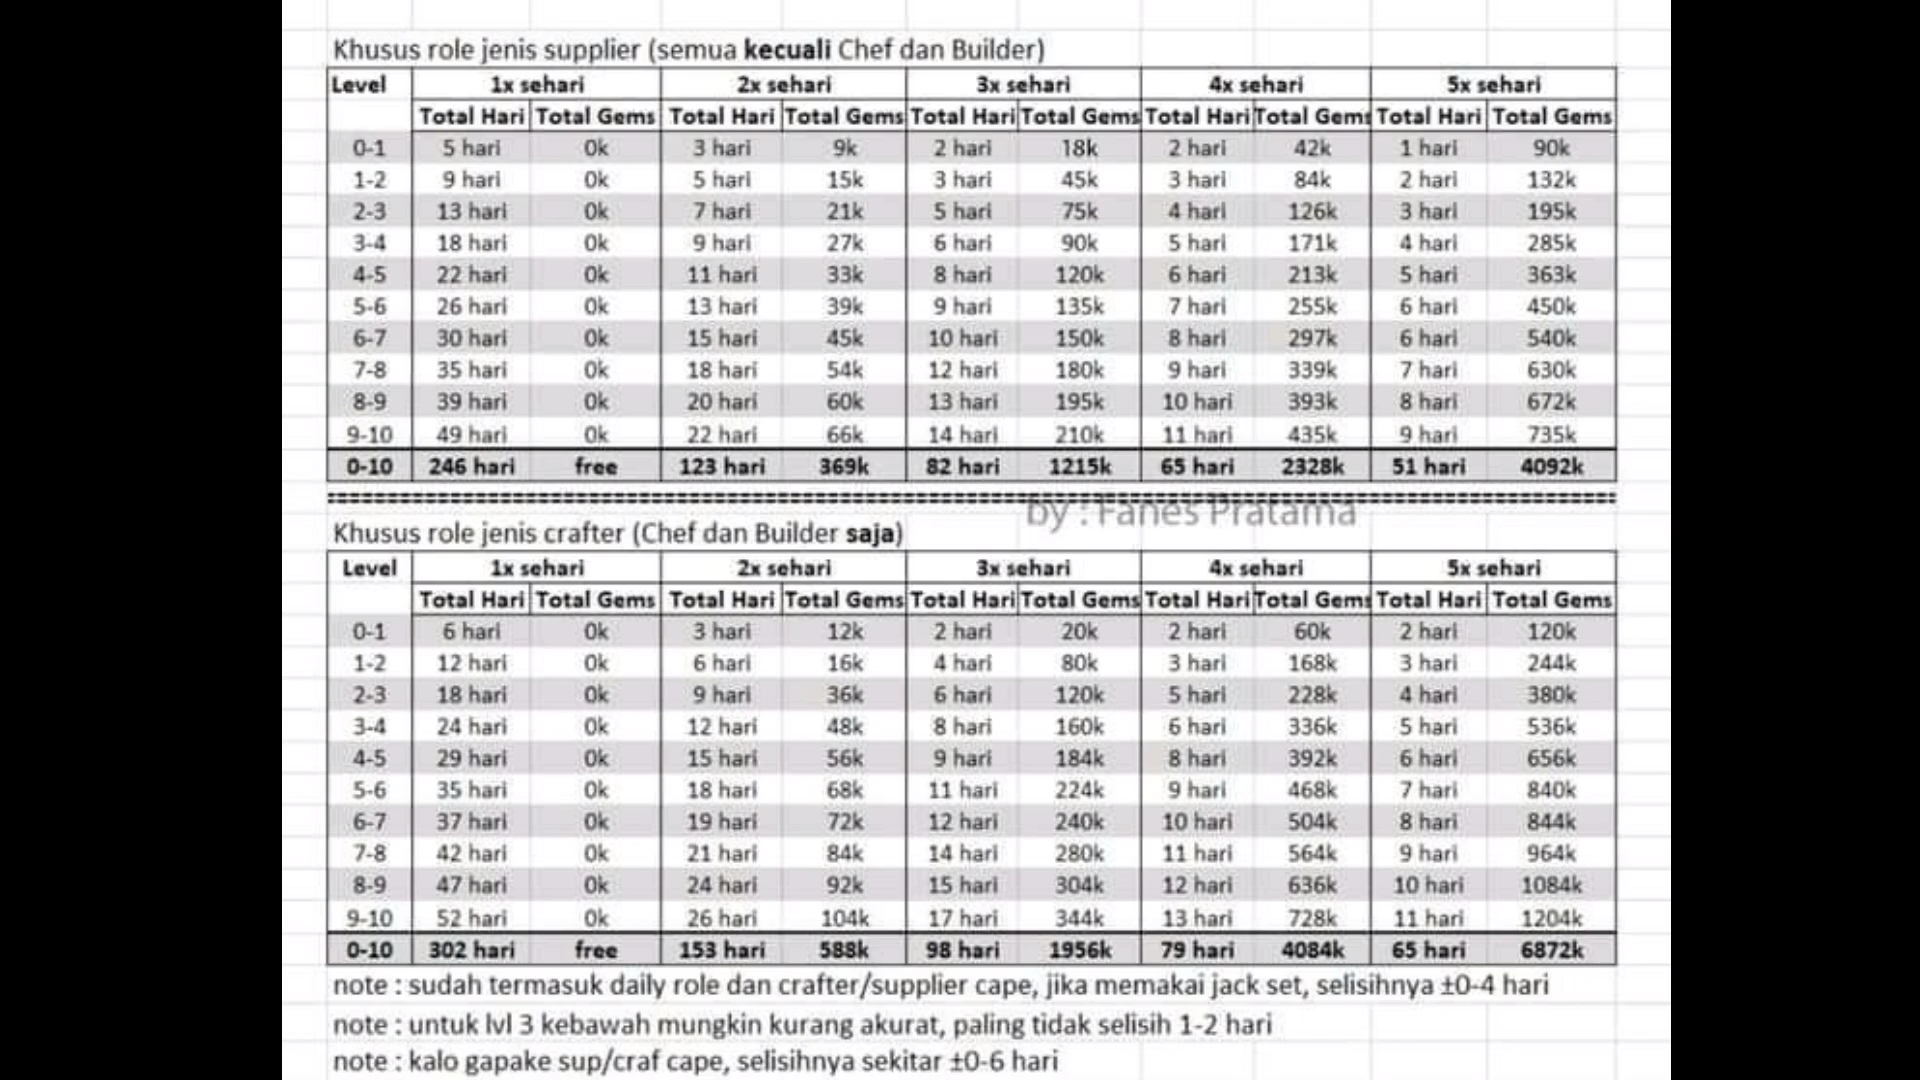 Khusus role jenis supplier (semua kecuali Chef dan Builder)
Level 1x sehari 2x sehari 3x sehari 4x sehari 5x sehari
Total Hari Total Gems Total Hari Total Gems Total Hari Total Gems Total Hari Total Gems Total Hari Total Gems
0-1 5 hari 0k 3 hari 9k 2 hari 18k 2 hari 42k 1 hari 90k
1-2 9 hari 0k 5 hari 15k 3 hari 45k 3 hari 84k 2 hari 132k
2-3 13 hari 0k 7 hari 21k 5 hari 75k 4 hari 126k 3 hari 195k
3-4 18 hari 0k 9 hari 27k 6 hari 90k 5 hari 171k 4 hari 285k
4-5 22 hari 0k 11 hari 33k 8 hari 120k 6 hari 213k 5 hari 363k
5-6 26 hari 0k 13 hari 39k 9 hari 135k 7 hari 255k 6 hari 450k
6-7 30 hari 0k 15 hari 45k 10 hari 150k 8 hari 297k 6 hari 540k
7-8 35 hari 0k 18 hari 54k 12 hari 180k 9 hari 339k 7 hari 630k
8-9 39 hari 0k 20 hari 60k 13 hari 195k 10 hari 393k 8 hari 672k
9-10 49 hari 0k 22 hari 66k 14 hari 210k 11 hari 435k 9 hari 735k
0-10 246 hari free 123 hari 369k 82 hari 1215k 65 hari 2328k 51 hari 4092k
by : Fanes Pratama
Khusus role jenis crafter (Chef dan Builder saja)
Level 1x sehari 2x sehari 3x sehari 4x sehari 5x sehari
Total Hari Total Gems Total Hari Total Gems Total Hari Total Gems Total Hari Total Gems Total Hari Total Gems
0-1 6 hari 0k 3 hari 12k 2 hari 20k 2 hari 60k 2 hari 120k
1-2 12 hari 0k 6 hari 16k 4 hari 80k 3 hari 168k 3 hari 244k
2-3 18 hari 0k 9 hari 36k 6 hari 120k 5 hari 228k 4 hari 380k
3-4 24 hari 0k 12 hari 48k 8 hari 160k 6 hari 336k 5 hari 536k
4-5 29 hari 0k 15 hari 56k 9 hari 184k 8 hari 392k 6 hari 656k
5-6 35 hari 0k 18 hari 68k 11 hari 224k 9 hari 468k 7 hari 840k
6-7 37 hari 0k 19 hari 72k 12 hari 240k 10 hari 504k 8 hari 844k
7-8 42 hari 0k 21 hari 84k 14 hari 280k 11 hari 564k 9 hari 964k
8-9 47 hari 0k 24 hari 92k 15 hari 304k 12 hari 636k 10 hari 1084k
9-10 52 hari 0k 26 hari 104k 17 hari 344k 13 hari 728k 11 hari 1204k
0-10 302 hari free 153 hari 588k 98 hari 1956k 79 hari 4084k 65 hari 6872k
note : sudah termasuk daily role dan crafter/supplier cape, jika memakai jack set, selisihnya ±0-4 hari
note : untuk lvl 3 kebawah mungkin kurang akurat, paling tidak selisih 1-2 hari
note : kalo gapake sup/craf cape, selisihnya sekitar ±0-6 hari